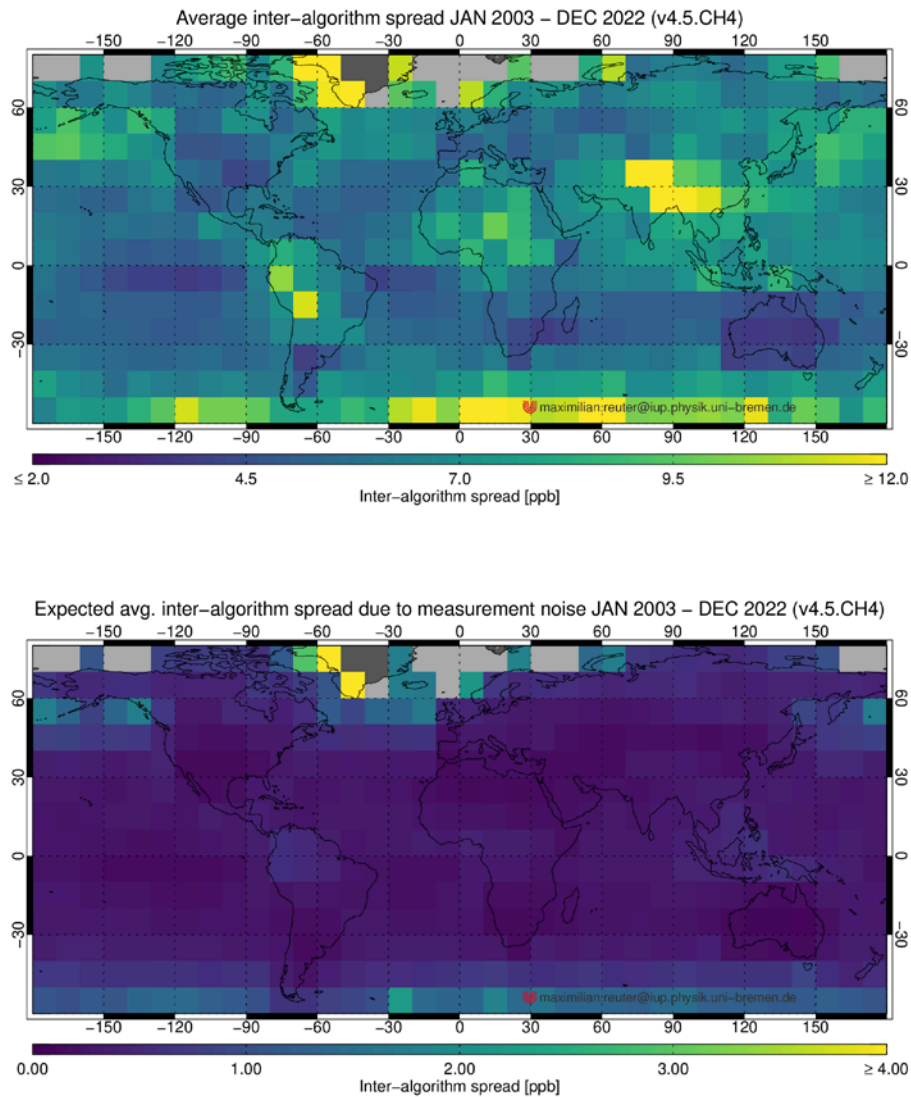 Average inter−algorithm spread JAN 2003 − DEC 2022 (v4.5.CH4)
−150 −120 −90 −60 −30 0 30 60 90 120 150
60 60
30 30
0 0
−30 −30
maximilian.reuter@iup.physik.uni−bremen.de
−150 −120 −90 −60 −30 0 30 60 90 120 150
≤ 2.0 4.5 7.0 9.5 ≥ 12.0
Inter−algorithm spread [ppb]
Expected avg. inter−algorithm spread due to measurement noise JAN 2003 − DEC 2022 (v4.5.CH4)
−150 −120 −90 −60 −30 0 30 60 90 120 150
60 60
30 30
0 0
−30 −30
maximilian.reuter@iup.physik.uni−bremen.de
−150 −120 −90 −60 −30 0 30 60 90 120 150
0.00 1.00 2.00 3.00 ≥ 4.00
Inter−algorithm spread [ppb]